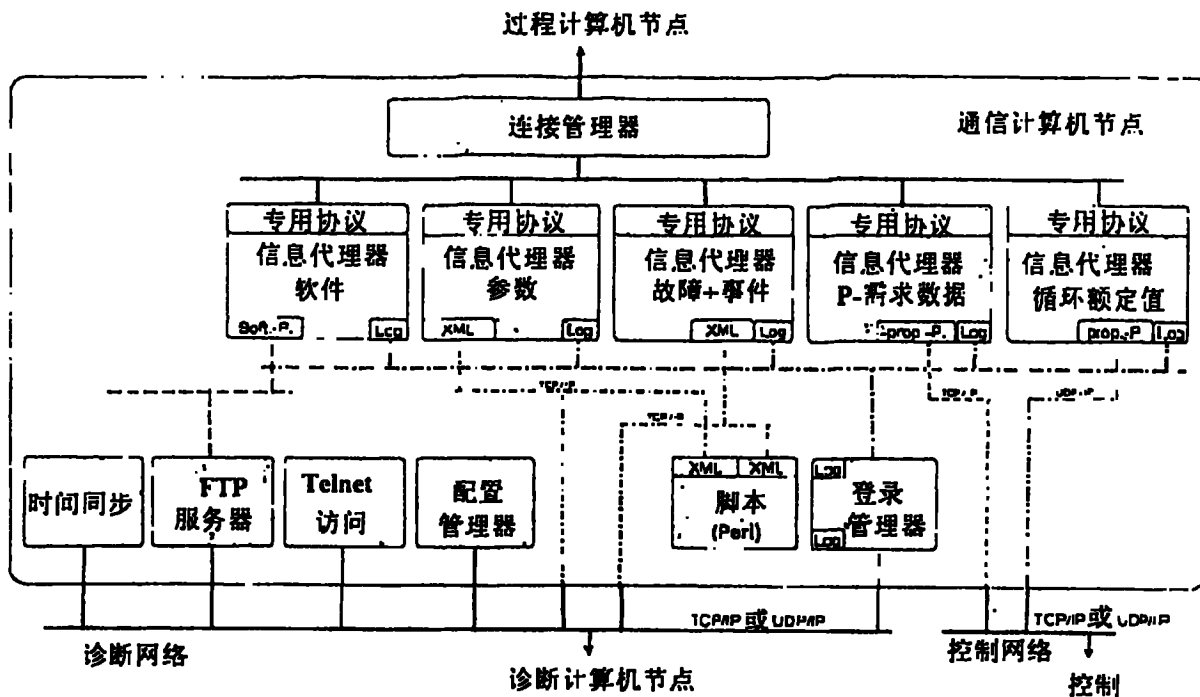 过程计算机节点
连接管理器
通信计算机节点
专用协议
信息代理器
软件
Soft.-P.
Log
专用协议
信息代理器
参数
XML
Log
专用协议
信息代理器
故障+事件
XML
Log
专用协议
信息代理器
P-需求数据
prop.-P.
Log
专用协议
信息代理器
循环额定值
prop.-P
Log
TCP/IP
TCP/IP
TCP/IP
UDP/IP
时间同步
FTP
服务器
Telnet
访问
配置
管理器
XML
XML
脚本
(Perl)
Log
登录
管理器
Log
TCP/IP 或 UDP/IP
TCP/IP 或 UDP/IP
诊断网络
诊断计算机节点
控制网络
控制